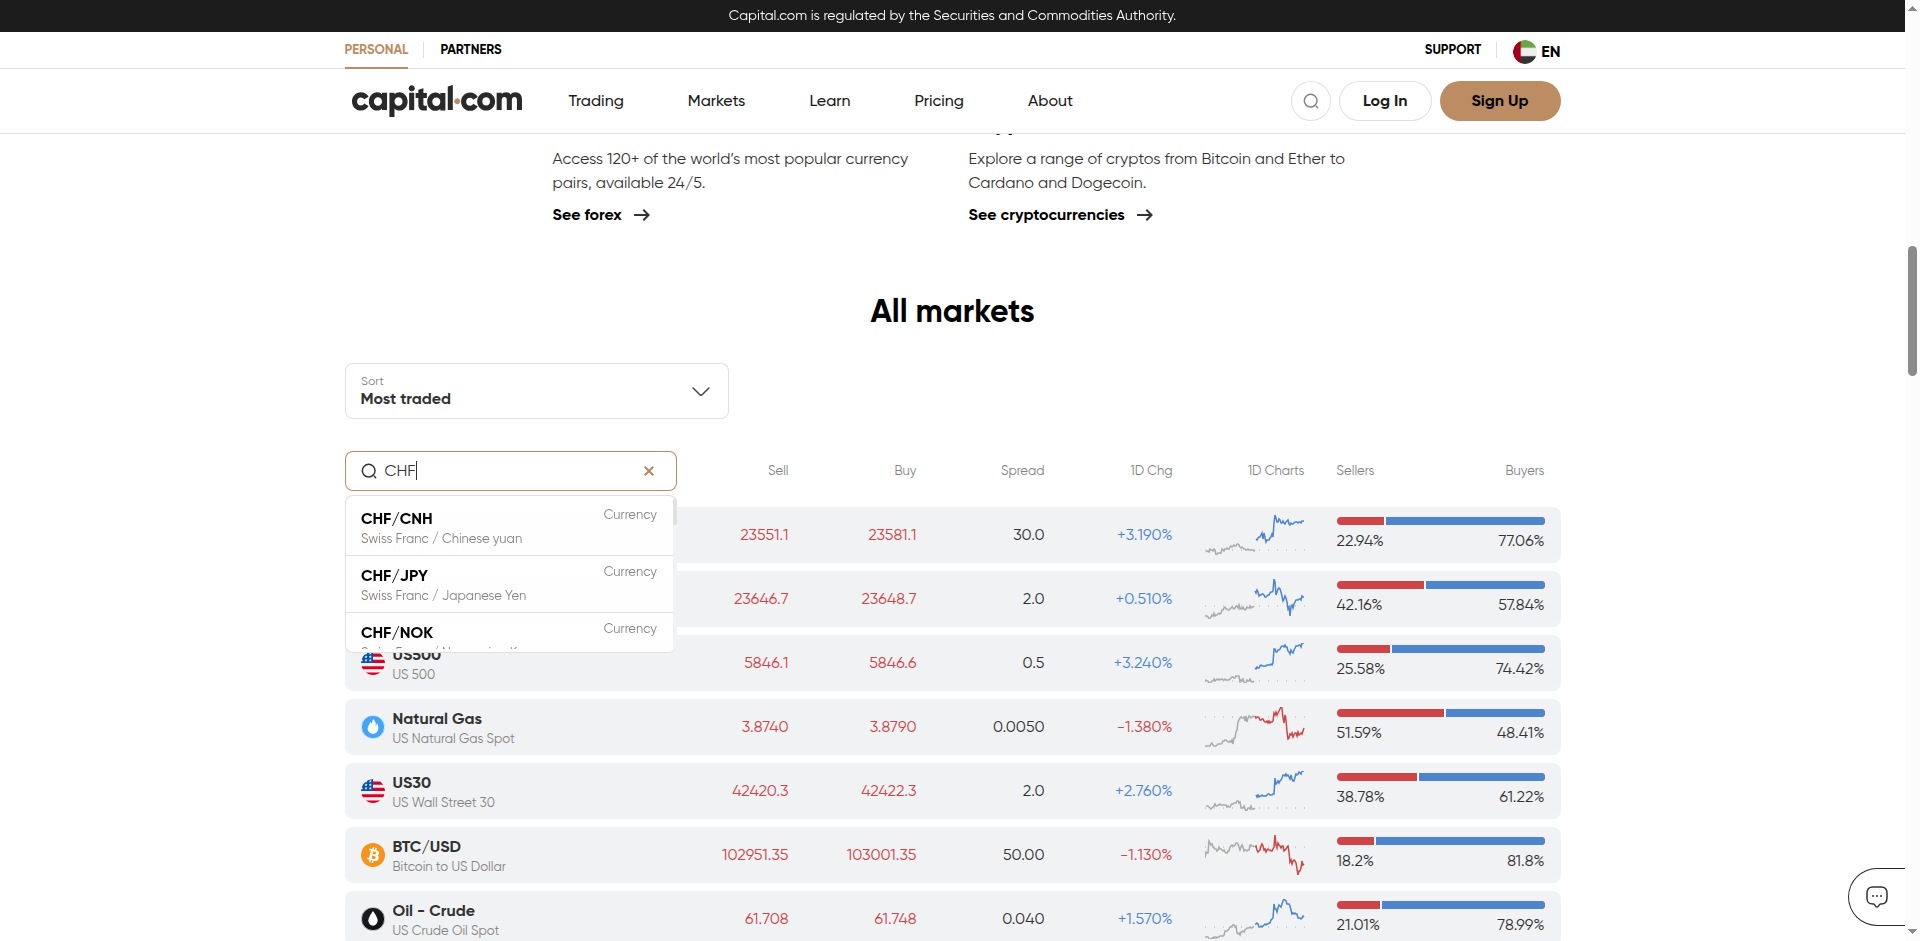 Capital.com is regulated by the Securities and Commodities Authority.
PERSONAL
PARTNERS
SUPPORT
EN
capital.com
Trading
Markets
Learn
Pricing
About
Log In
Sign Up
Access 120+ of the world's most popular currency
pairs, available 24/5.
See forex
Explore a range of cryptos from Bitcoin and Ether to
Cardano and Dogecoin.
See cryptocurrencies
All markets
Sort
Most traded
CHF
Sell
Buy
Spread
1D Chg
1D Charts
Sellers
Buyers
CHF/CNH
Currency
Swiss Franc / Chinese yuan
CHF/JPY
Currency
Swiss Franc / Japanese Yen
CHF/NOK
Currency
23551.1
23581.1
30.0
+3.190%
22.94%
77.06%
23646.7
23648.7
2.0
+0.510%
42.16%
57.84%
US500
US 500
5846.1
5846.6
0.5
+3.240%
25.58%
74.42%
Natural Gas
US Natural Gas Spot
3.8740
3.8790
0.0050
-1.380%
51.59%
48.41%
US30
US Wall Street 30
42420.3
42422.3
2.0
+2.760%
38.78%
61.22%
BTC/USD
Bitcoin to US Dollar
102951.35
103001.35
50.00
-1.130%
18.2%
81.8%
Oil - Crude
US Crude Oil Spot
61.708
61.748
0.040
+1.570%
21.01%
78.99%